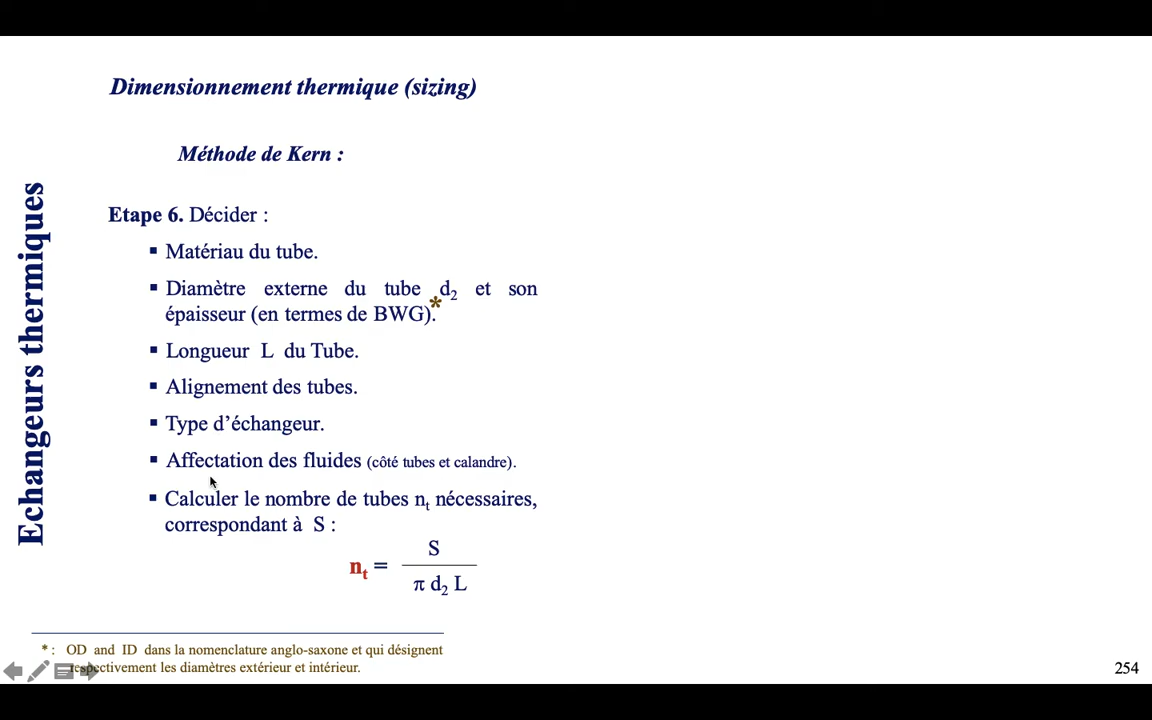 Dimensionnement thermique (sizing)
Méthode de Kern :
Echangeurs thermiques
Etape 6. Décider :
▪ Matériau du tube.
▪ Diamètre externe du tube d₂ et son
épaisseur (en termes de BWG).*
▪ Longueur L du Tube.
▪ Alignement des tubes.
▪ Type d’échangeur.
▪ Affectation des fluides (côté tubes et calandre).
▪ Calculer le nombre de tubes nₜ nécessaires,
correspondant à S :
S
nₜ =
π d₂ L
* : OD and ID dans la nomenclature anglo-saxone et qui désignent
respectivement les diamètres extérieur et intérieur.
254